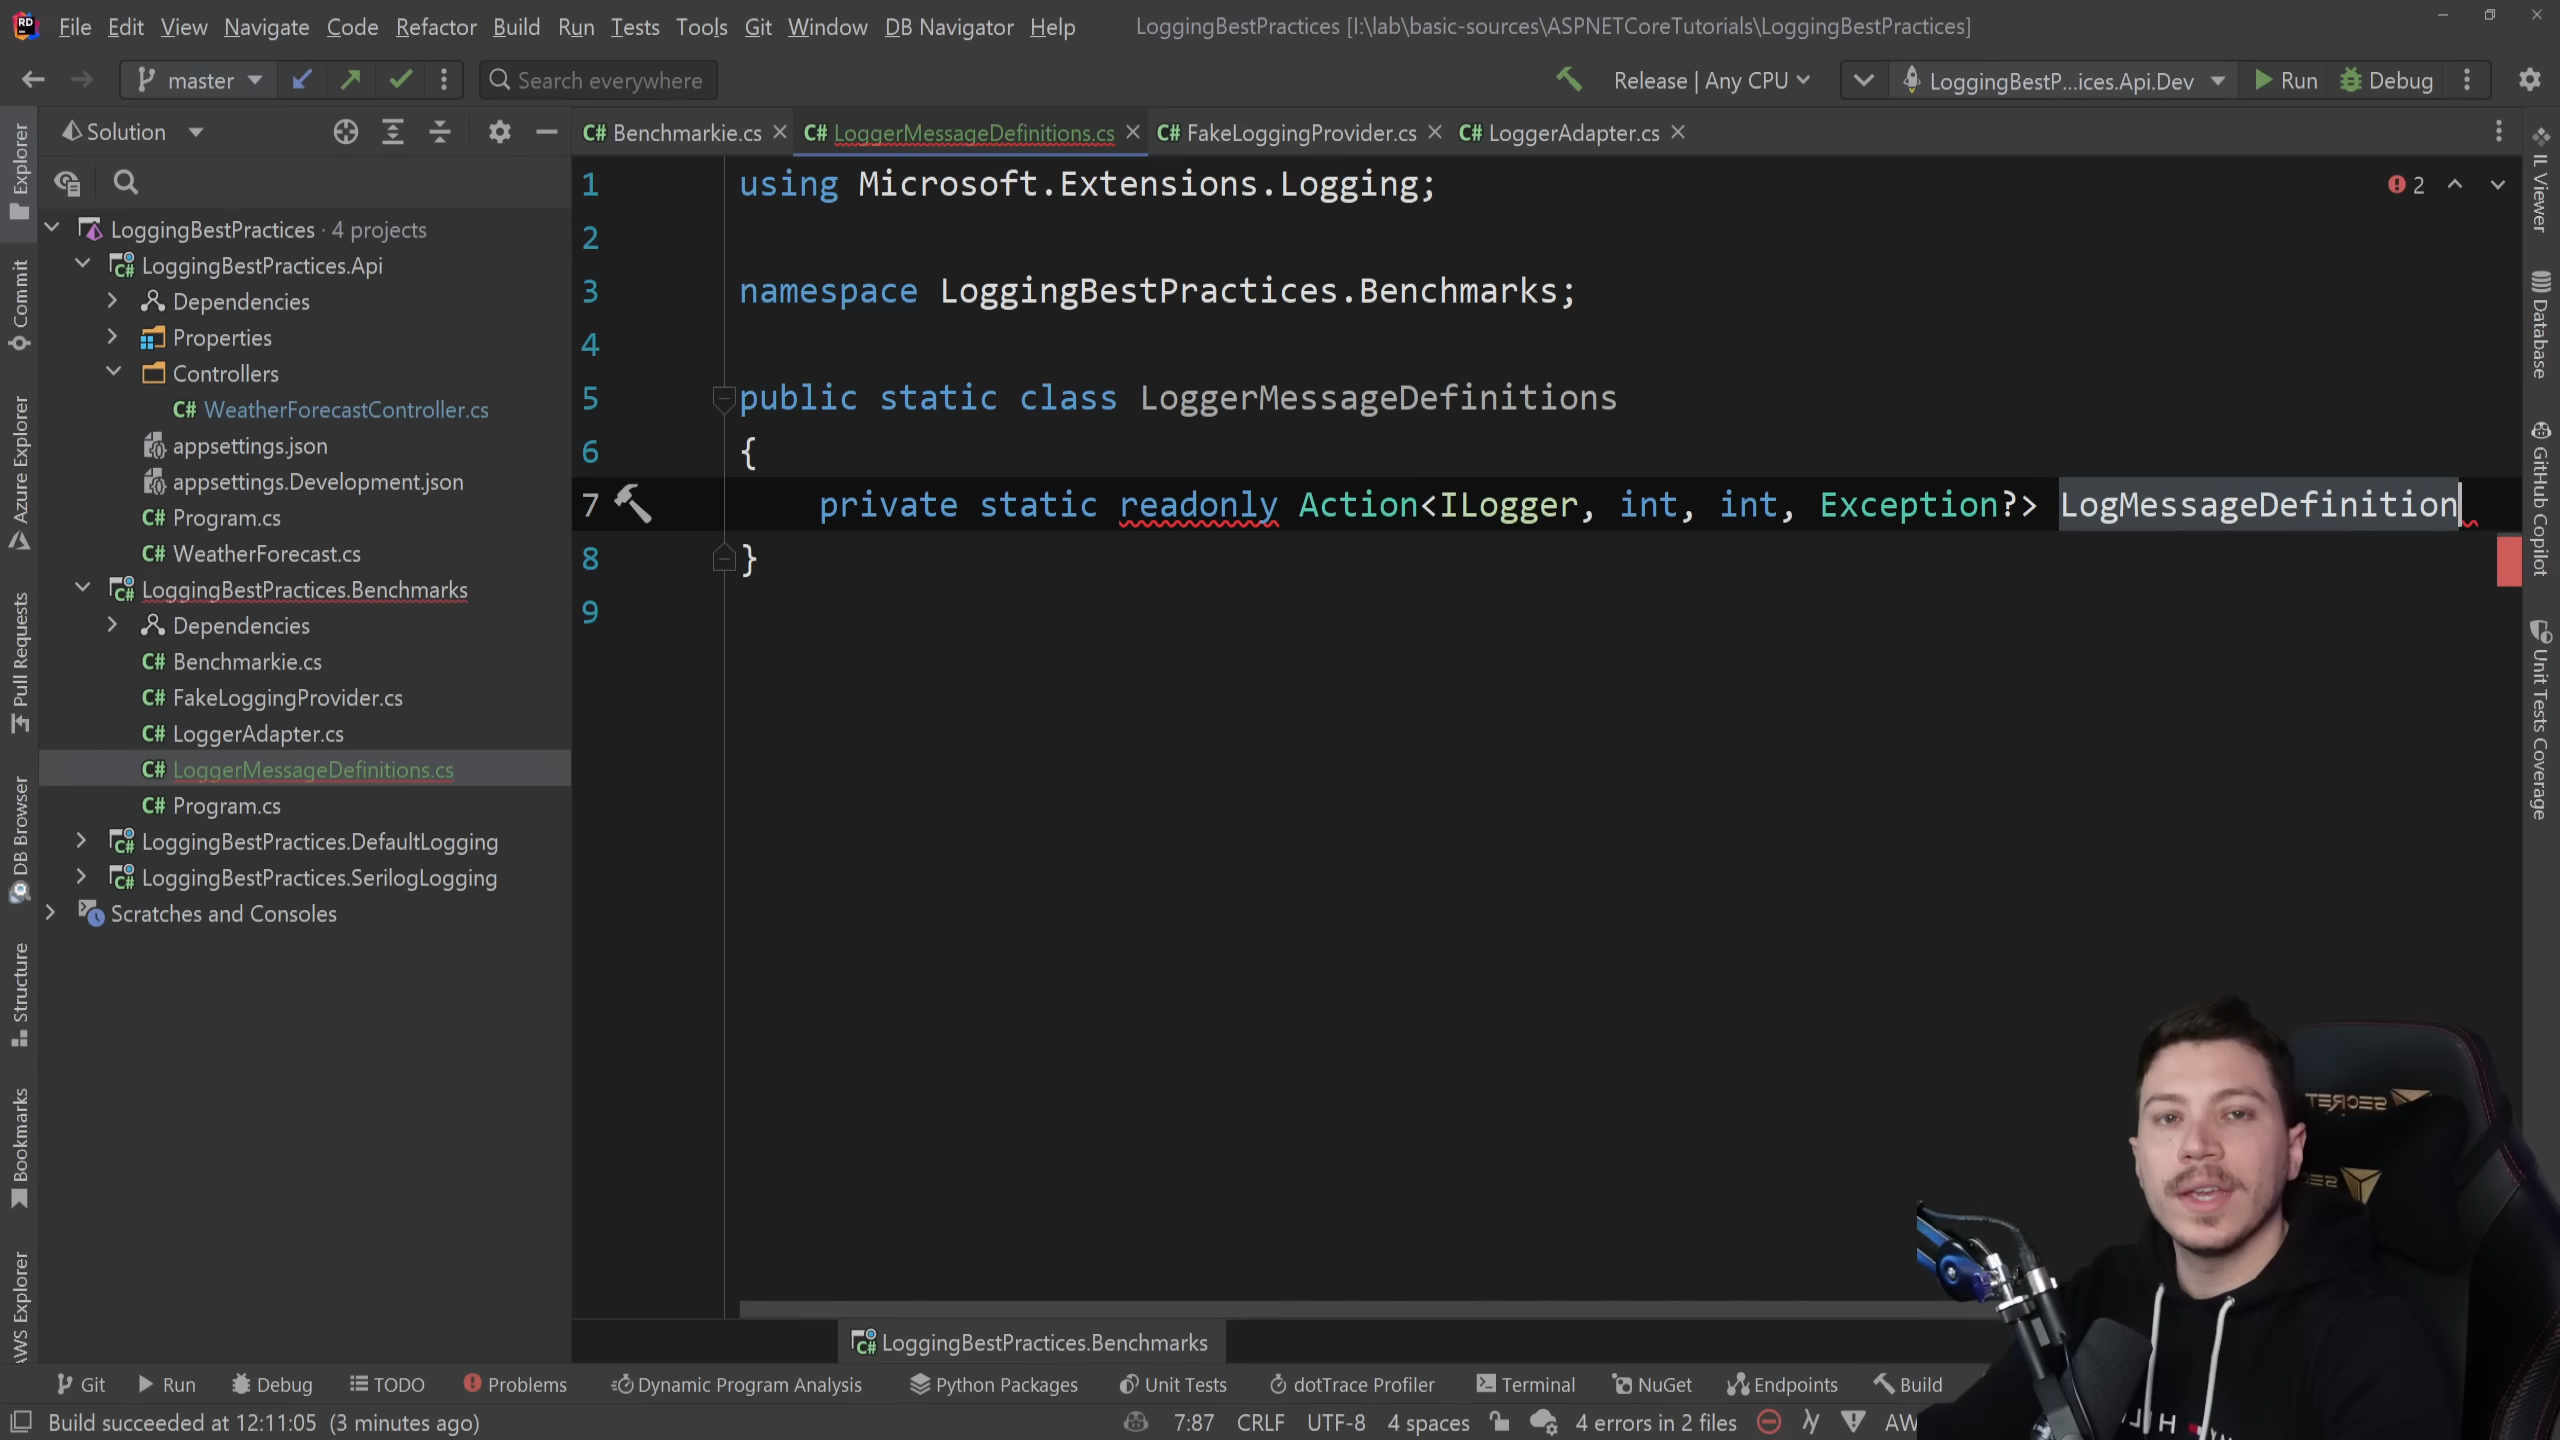 File Edit View Navigate Code Refactor Build Run Tests Tools Git Window DB Navigator Help LoggingBestPractices [I:\lab\basic-sources\ASPNETCoreTutorials\LoggingBestPractices]
master Search everywhere Release | Any CPU LoggingBestP...ices.Api.Dev Run Debug
Solution
C# Benchmarkie.cs C# LoggerMessageDefinitions.cs C# FakeLoggingProvider.cs C# LoggerAdapter.cs
Explorer
Commit
Azure Explorer
Pull Requests
DB Browser
Structure
Bookmarks
AWS Explorer
LoggingBestPractices · 4 projects
LoggingBestPractices.Api
Dependencies
Properties
Controllers
C# WeatherForecastController.cs
appsettings.json
appsettings.Development.json
C# Program.cs
C# WeatherForecast.cs
LoggingBestPractices.Benchmarks
Dependencies
C# Benchmarkie.cs
C# FakeLoggingProvider.cs
C# LoggerAdapter.cs
C# LoggerMessageDefinitions.cs
C# Program.cs
LoggingBestPractices.DefaultLogging
LoggingBestPractices.SerilogLogging
Scratches and Consoles
1 using Microsoft.Extensions.Logging;
2
3 namespace LoggingBestPractices.Benchmarks;
4
5 public static class LoggerMessageDefinitions
6 {
7 private static readonly Action<ILogger, int, int, Exception?> LogMessageDefinition
8 }
9
2
IL Viewer
Database
GitHub Copilot
Unit Tests Coverage
SECRET
LoggingBestPractices.Benchmarks
Git Run Debug TODO Problems Dynamic Program Analysis Python Packages Unit Tests dotTrace Profiler Terminal NuGet Endpoints Build
Build succeeded at 12:11:05 (3 minutes ago) 7:87 CRLF UTF-8 4 spaces 4 errors in 2 files AW